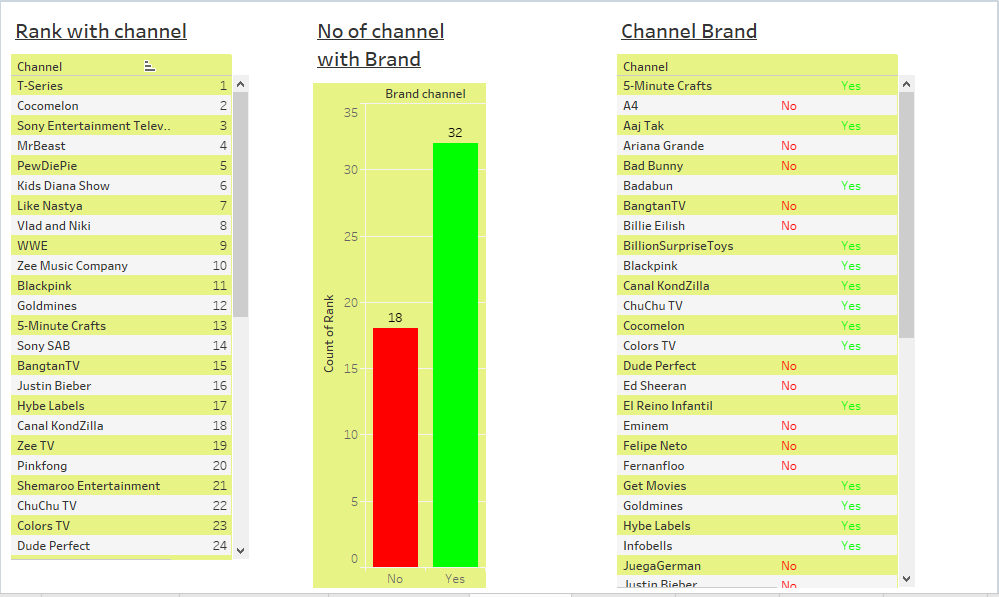 Rank with channel
Channel
T-Series 1
Cocomelon 2
Sony Entertainment Telev.. 3
MrBeast 4
PewDiePie 5
Kids Diana Show 6
Like Nastya 7
Vlad and Niki 8
WWE 9
Zee Music Company 10
Blackpink 11
Goldmines 12
5-Minute Crafts 13
Sony SAB 14
BangtanTV 15
Justin Bieber 16
Hybe Labels 17
Canal KondZilla 18
Zee TV 19
Pinkfong 20
Shemaroo Entertainment 21
ChuChu TV 22
Colors TV 23
Dude Perfect 24
No of channel
with Brand
Brand channel
Count of Rank
35
30
25
20
15
10
5
0
18
32
No
Yes
Channel Brand
Channel
5-Minute Crafts Yes
A4 No
Aaj Tak Yes
Ariana Grande No
Bad Bunny No
Badabun Yes
BangtanTV No
Billie Eilish No
BillionSurpriseToys Yes
Blackpink Yes
Canal KondZilla Yes
ChuChu TV Yes
Cocomelon Yes
Colors TV Yes
Dude Perfect No
Ed Sheeran No
El Reino Infantil Yes
Eminem No
Felipe Neto No
Fernanfloo No
Get Movies Yes
Goldmines Yes
Hybe Labels Yes
Infobells Yes
JuegaGerman No
Justin Bieber No